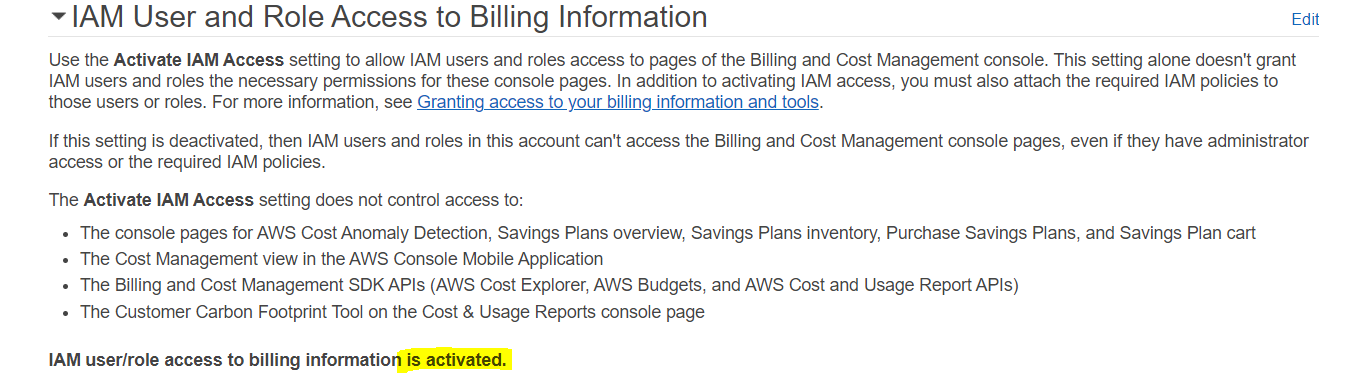 IAM User and Role Access to Billing Information
Edit
Use the Activate IAM Access setting to allow IAM users and roles access to pages of the Billing and Cost Management console. This setting alone doesn't grant
IAM users and roles the necessary permissions for these console pages. In addition to activating IAM access, you must also attach the required IAM policies to
those users or roles. For more information, see Granting access to your billing information and tools.
If this setting is deactivated, then IAM users and roles in this account can't access the Billing and Cost Management console pages, even if they have administrator
access or the required IAM policies.
The Activate IAM Access setting does not control access to:
• The console pages for AWS Cost Anomaly Detection, Savings Plans overview, Savings Plans inventory, Purchase Savings Plans, and Savings Plan cart
• The Cost Management view in the AWS Console Mobile Application
• The Billing and Cost Management SDK APIs (AWS Cost Explorer, AWS Budgets, and AWS Cost and Usage Report APIs)
• The Customer Carbon Footprint Tool on the Cost & Usage Reports console page
IAM user/role access to billing information is activated.